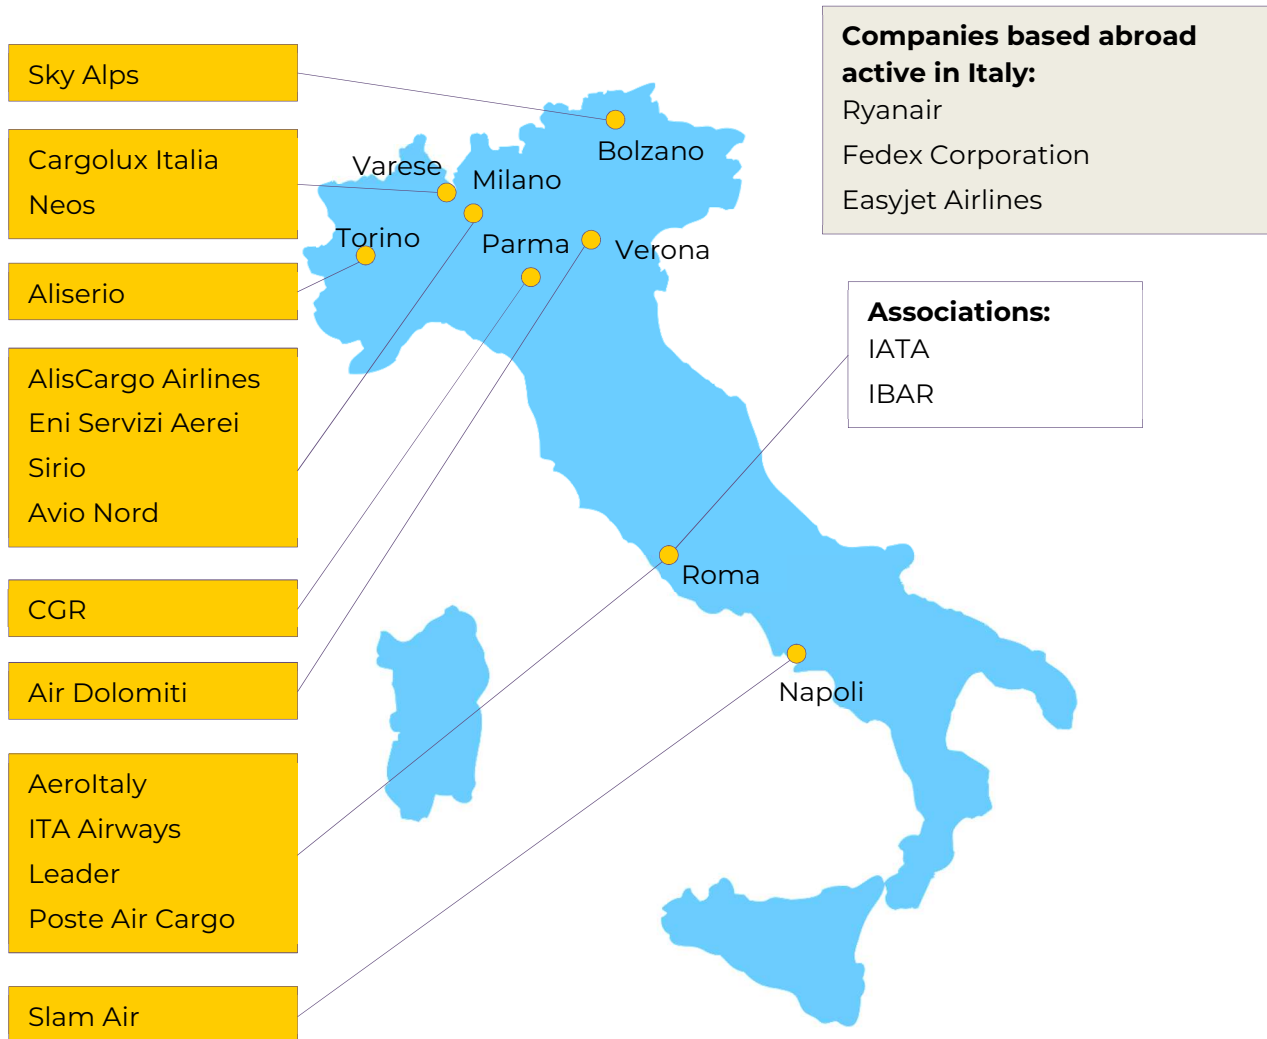 Sky Alps
Cargolux Italia
Neos
Aliserio
AlisCargo Airlines
Eni Servizi Aerei
Sirio
Avio Nord
CGR
Air Dolomiti
AeroItaly
ITA Airways
Leader
Poste Air Cargo
Slam Air
Bolzano
Varese
Milano
Torino
Parma
Verona
Roma
Napoli
Companies based abroad
active in Italy:
Ryanair
Fedex Corporation
Easyjet Airlines
Associations:
IATA
IBAR